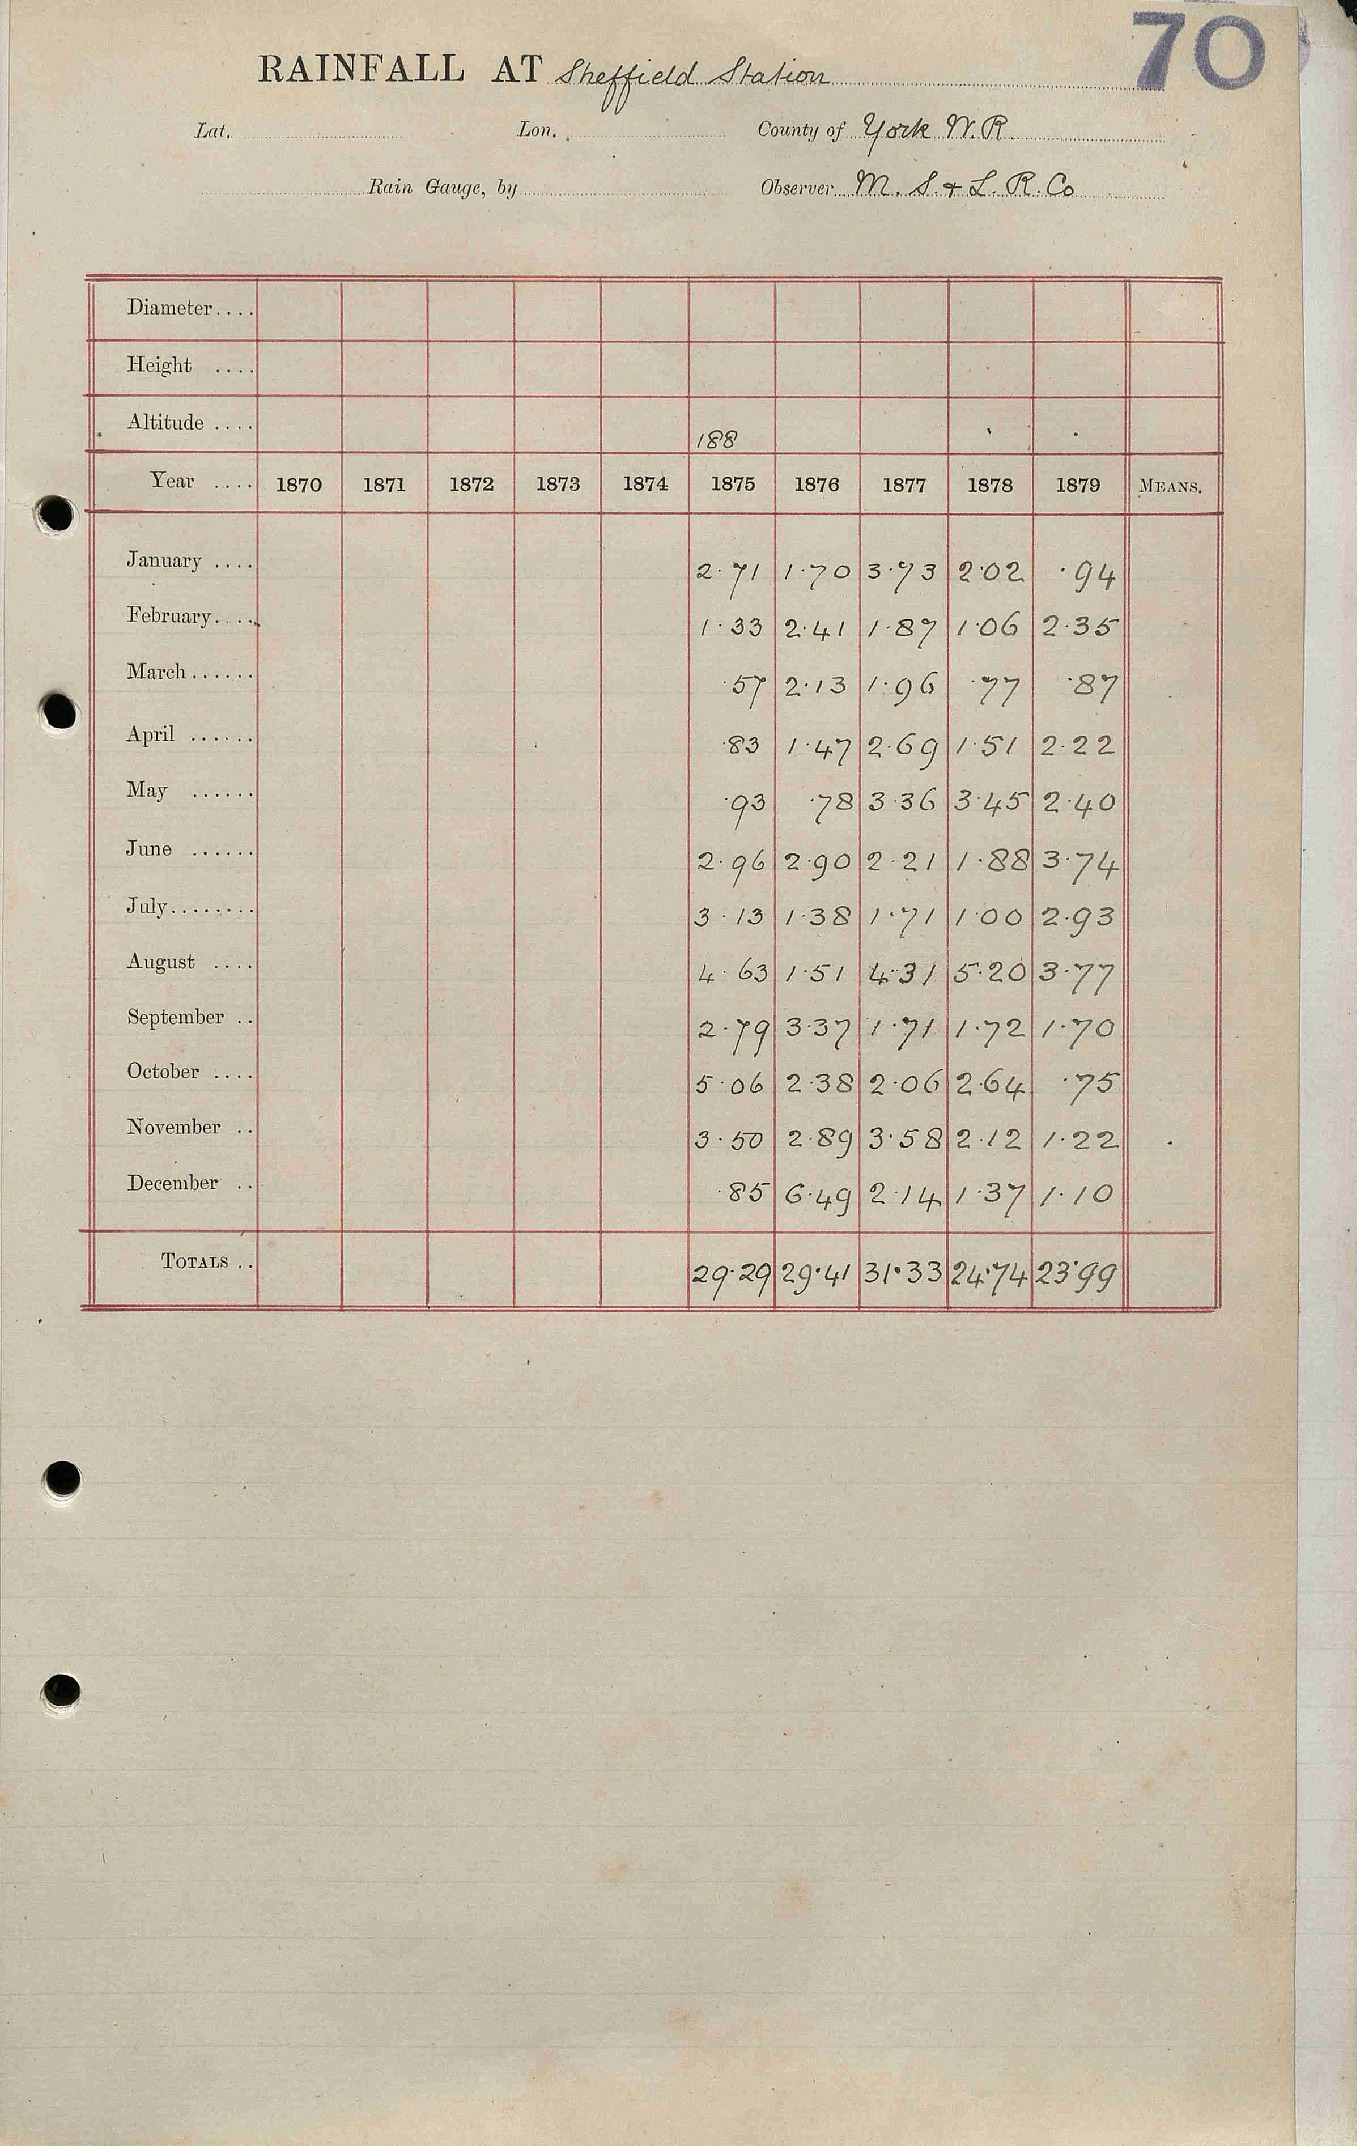 70
RAINFALL AT Sheffield Station
Lat. Lon. County of York W. R.
Rain Gauge, by Observer M. S. & L. R. Co
Diameter....
Height ....
Altitude .... 188
Year .... 1870 1871 1872 1873 1874 1875 1876 1877 1878 1879 MEANS.
January .... 2.71 1.70 3.73 2.02 .94
February.... 1.33 2.41 1.87 1.06 2.35
March...... .57 2.13 1.96 .77 .87
April ...... .83 1.47 2.69 1.51 2.22
May ...... .93 .78 3.36 3.45 2.40
June ...... 2.96 2.90 2.21 1.88 3.74
July........ 3.13 1.38 1.71 1.00 2.93
August .... 4.63 1.51 4.31 5.20 3.77
September .. 2.79 3.37 1.71 1.72 1.70
October .... 5.06 2.38 2.06 2.64 .75
November .. 3.50 2.89 3.58 2.12 1.22
December .. .85 6.49 2.14 1.37 1.10
TOTALS .. 29.29 29.41 31.33 24.74 23.99